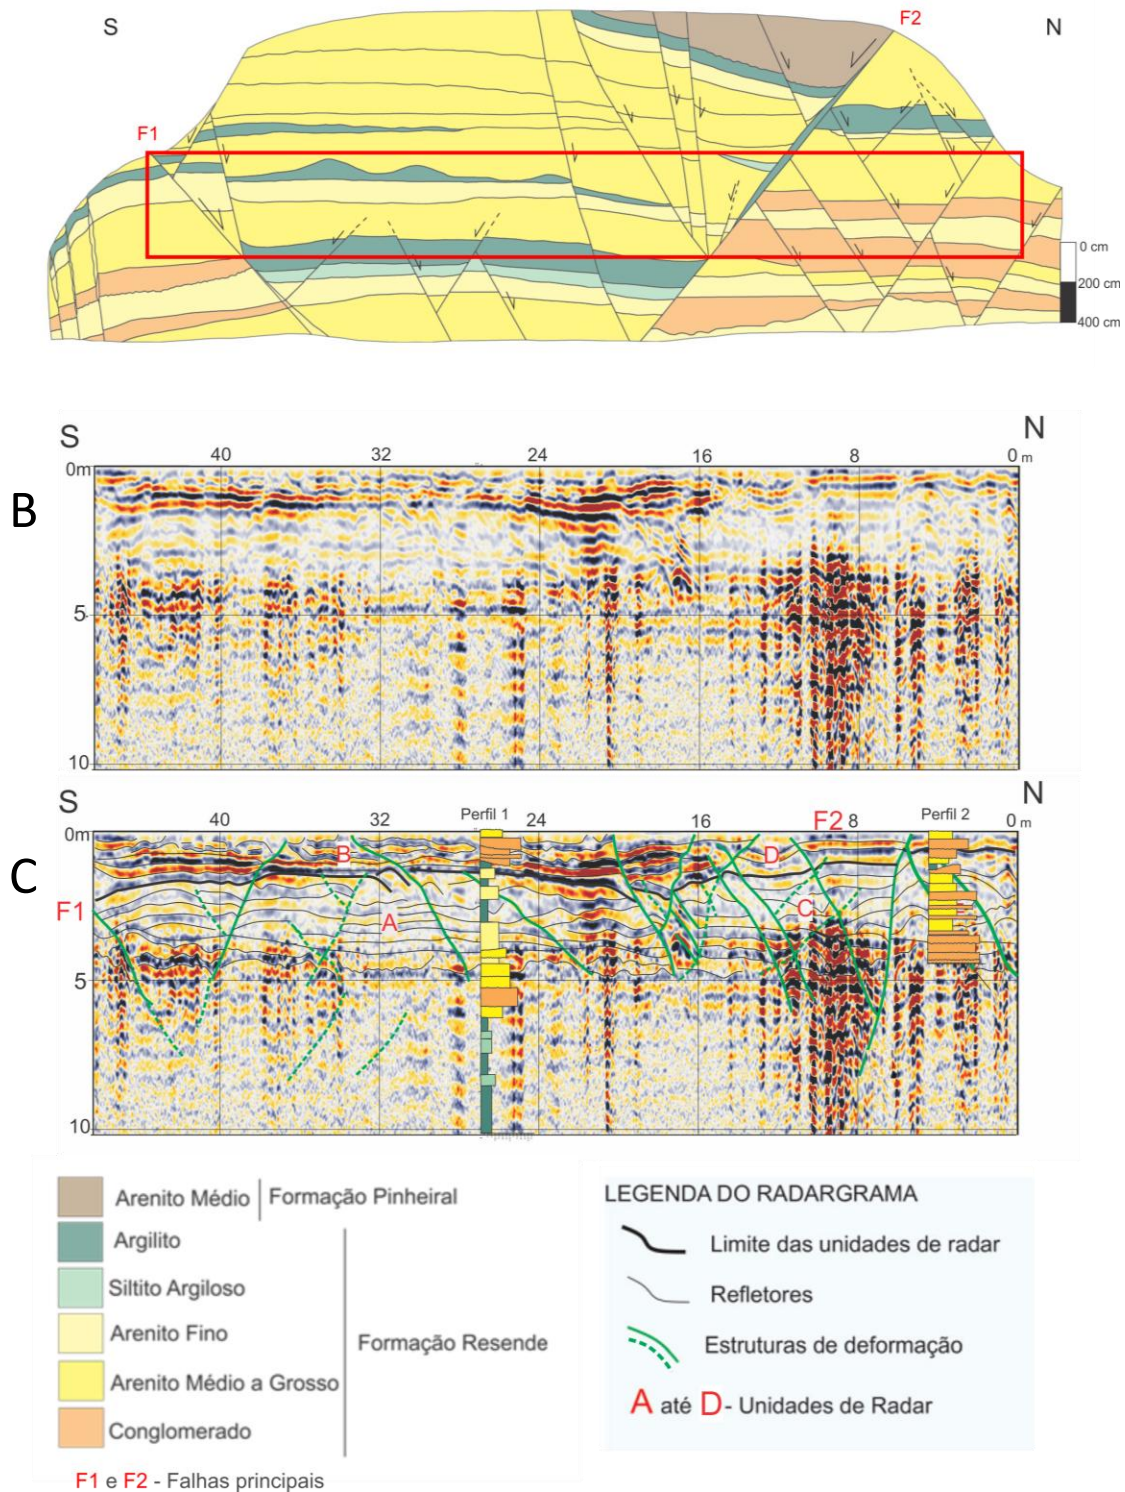 S F2 N
F1
0 cm
200 cm
400 cm
S N
40 32 24 16 8 0 m
0m
B
5
10
S N
40 32 Perfil 1 24 16 F2 8 Perfil 2 0 m
0m
B D
C
F1 A C
5
10
Arenito Médio Formação Pinheiral
Argilito
Siltito Argiloso
Arenito Fino
Formação Resende
Arenito Médio a Grosso
Conglomerado
F1 e F2 - Falhas principais
LEGENDA DO RADARGRAMA
Limite das unidades de radar
Refletores
Estruturas de deformação
A até D- Unidades de Radar